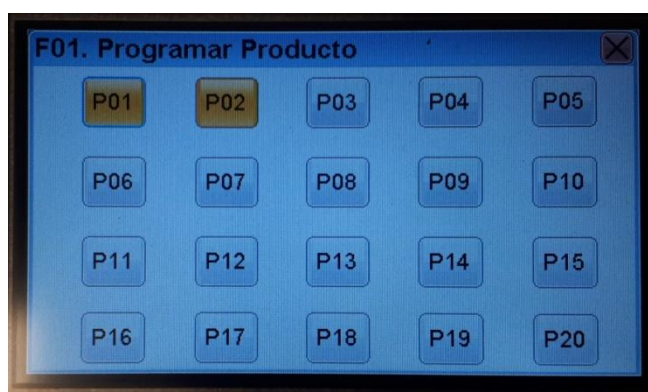 F01. Programar Producto
P01 P02 P03 P04 P05
P06 P07 P08 P09 P10
P11 P12 P13 P14 P15
P16 P17 P18 P19 P20